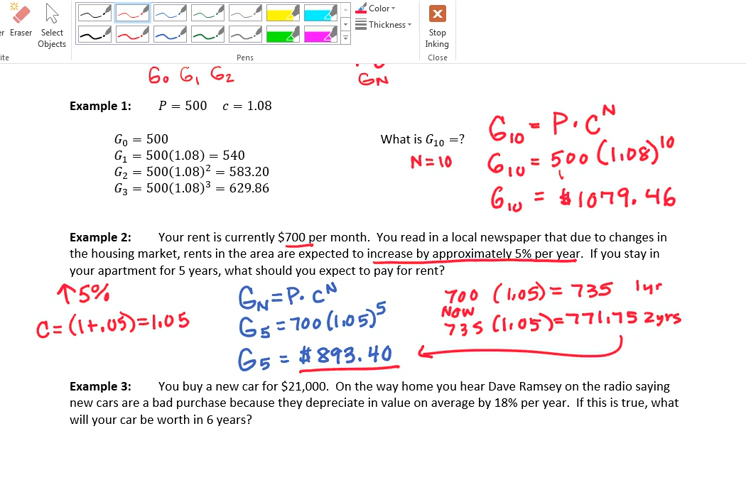 Color
Thickness
er Eraser Select Objects
Stop Inking
ite Pens Close
G₀ G₁ G₂
GN
Example 1: P = 500 c = 1.08
G₀ = 500
G₁ = 500(1.08) = 540
G₂ = 500(1.08)² = 583.20
G₃ = 500(1.08)³ = 629.86
What is G₁₀ =?
N=10
G₁₀ = P·Cᴺ
G₁₀ = 500 (1.08)¹⁰
G₁₀ = $1079.46
Example 2: Your rent is currently $700 per month. You read in a local newspaper that due to changes in
the housing market, rents in the area are expected to increase by approximately 5% per year. If you stay in
your apartment for 5 years, what should you expect to pay for rent?
↑5%
C=(1+.05)=1.05
GN=P·Cᴺ
G₅=700(1.05)⁵
G₅ = $893.40
700 (1.05)=735 1yr
NOW
735 (1.05)=771.75 2yrs
Example 3: You buy a new car for $21,000. On the way home you hear Dave Ramsey on the radio saying
new cars are a bad purchase because they depreciate in value on average by 18% per year. If this is true, what
will your car be worth in 6 years?